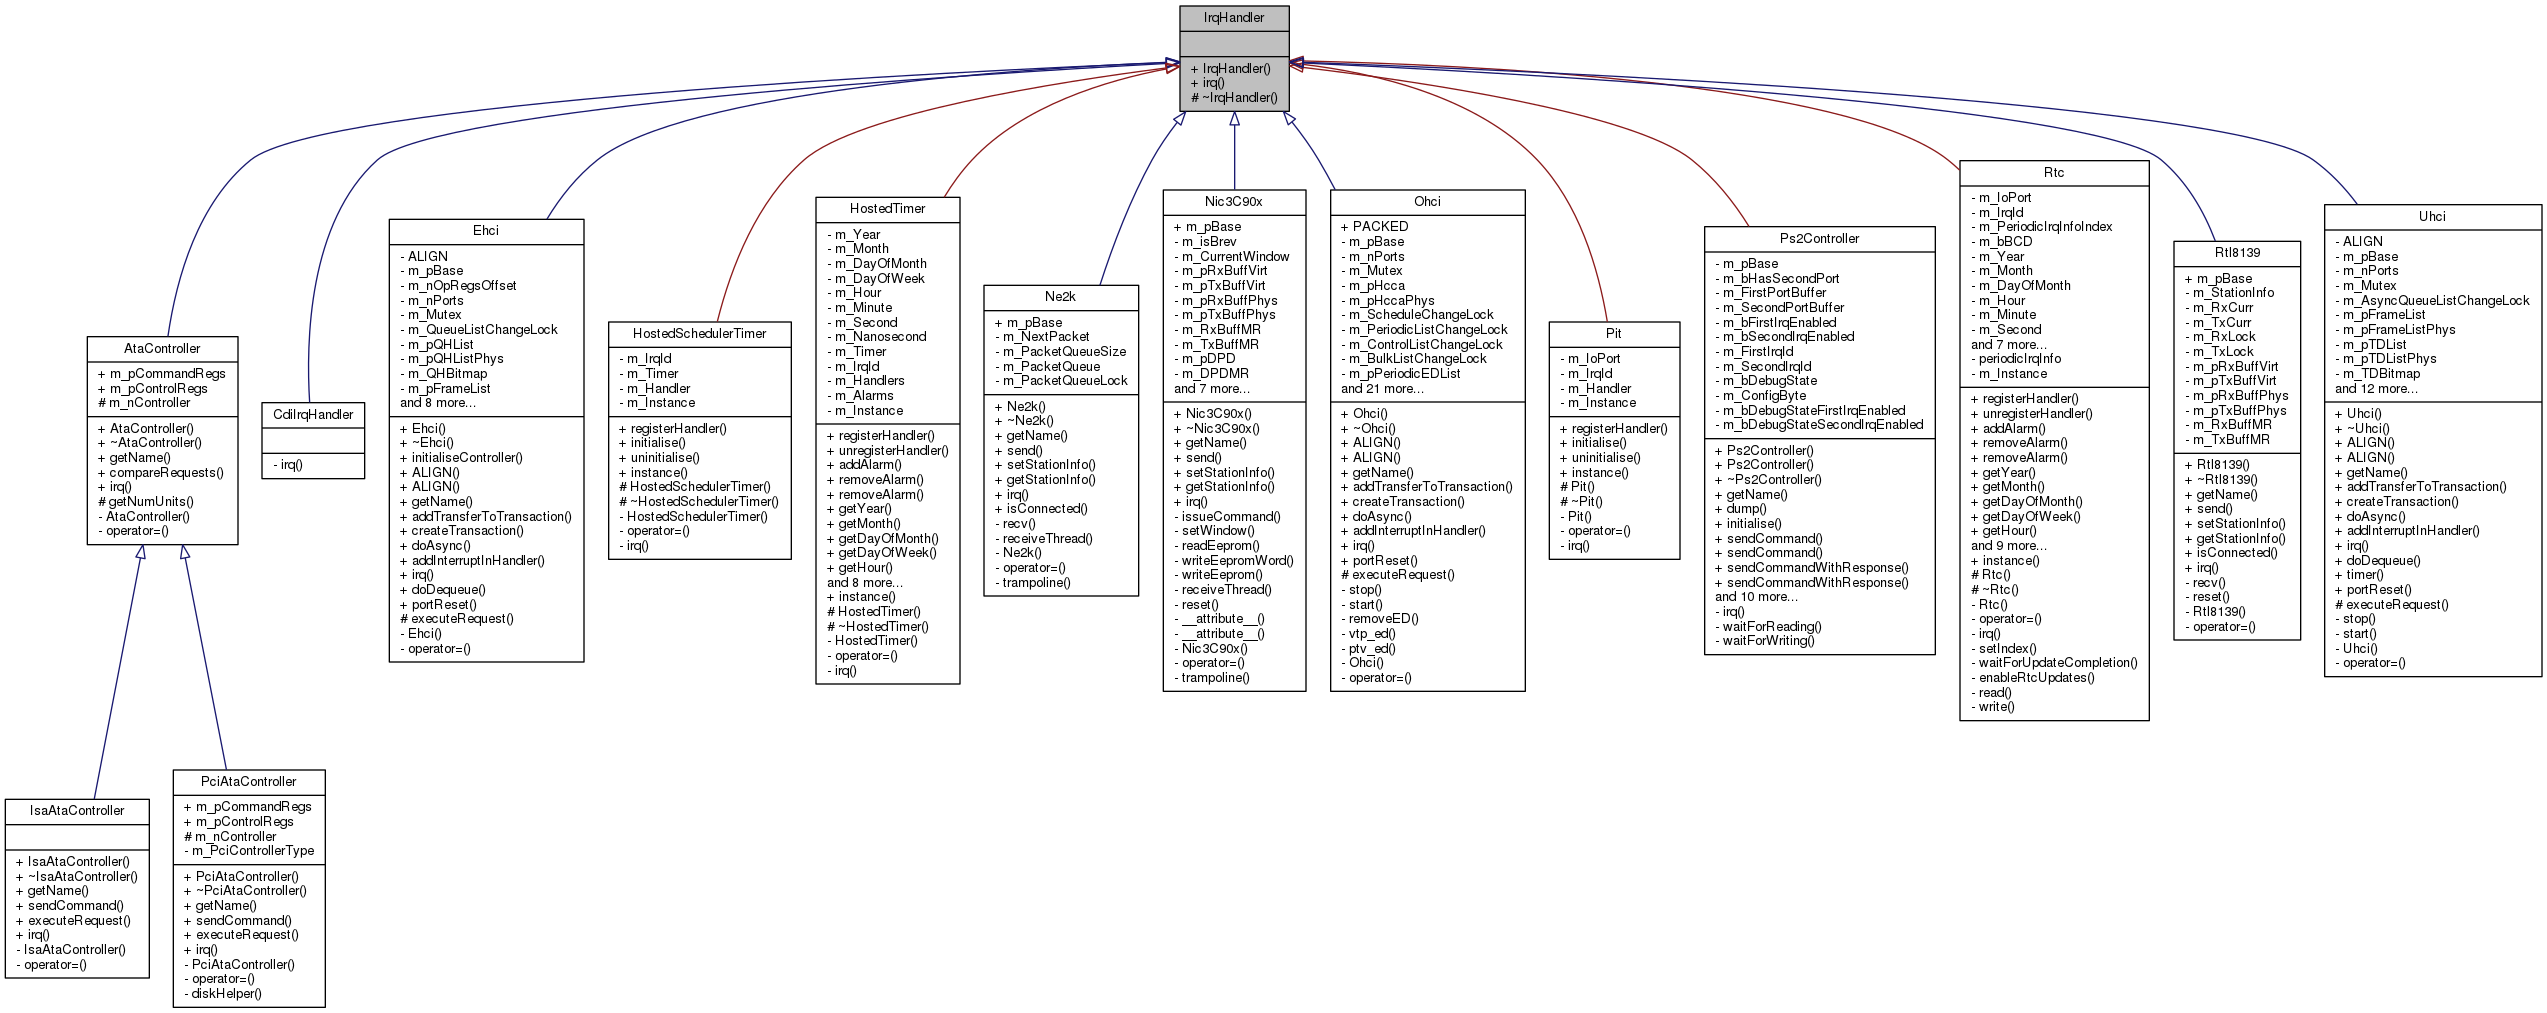 IrqHandler
+ IrqHandler()
+ irq()
# ~IrqHandler()
AtaController
+ m_pCommandRegs
+ m_pControlRegs
# m_nController
+ AtaController()
+ ~AtaController()
+ getName()
+ compareRequests()
+ irq()
# getNumUnits()
- AtaController()
- operator=()
CdiIrqHandler
- irq()
Ehci
- ALIGN
- m_pBase
- m_nOpRegsOffset
- m_nPorts
- m_Mutex
- m_QueueListChangeLock
- m_pQHList
- m_pQHListPhys
- m_QHBitmap
- m_pFrameList
and 8 more...
+ Ehci()
+ ~Ehci()
+ initialiseController()
+ ALIGN()
+ ALIGN()
+ getName()
+ addTransferToTransaction()
+ createTransaction()
+ doAsync()
+ addInterruptInHandler()
+ irq()
+ doDequeue()
+ portReset()
# executeRequest()
- Ehci()
- operator=()
HostedSchedulerTimer
- m_IrqId
- m_Timer
- m_Handler
- m_Instance
+ registerHandler()
+ initialise()
+ uninitialise()
+ instance()
# HostedSchedulerTimer()
# ~HostedSchedulerTimer()
- HostedSchedulerTimer()
- operator=()
- irq()
HostedTimer
- m_Year
- m_Month
- m_DayOfMonth
- m_DayOfWeek
- m_Hour
- m_Minute
- m_Second
- m_Nanosecond
- m_Timer
- m_IrqId
- m_Handlers
- m_Alarms
- m_Instance
+ registerHandler()
+ unregisterHandler()
+ addAlarm()
+ removeAlarm()
+ removeAlarm()
+ getYear()
+ getMonth()
+ getDayOfMonth()
+ getDayOfWeek()
+ getHour()
and 8 more...
+ instance()
# HostedTimer()
# ~HostedTimer()
- HostedTimer()
- operator=()
- irq()
Ne2k
+ m_pBase
- m_NextPacket
- m_PacketQueueSize
- m_PacketQueue
- m_PacketQueueLock
+ Ne2k()
+ ~Ne2k()
+ getName()
+ send()
+ setStationInfo()
+ getStationInfo()
+ irq()
+ isConnected()
- recv()
- receiveThread()
- Ne2k()
- operator=()
- trampoline()
Nic3C90x
+ m_pBase
- m_isBrev
- m_CurrentWindow
- m_pRxBuffVirt
- m_pTxBuffVirt
- m_pRxBuffPhys
- m_pTxBuffPhys
- m_RxBuffMR
- m_TxBuffMR
- m_pDPD
- m_DPDMR
and 7 more...
+ Nic3C90x()
+ ~Nic3C90x()
+ getName()
+ send()
+ setStationInfo()
+ getStationInfo()
+ irq()
- issueCommand()
- setWindow()
- readEeprom()
- writeEepromWord()
- writeEeprom()
- receiveThread()
- reset()
- __attribute__()
- __attribute__()
- Nic3C90x()
- operator=()
- trampoline()
Ohci
+ PACKED
- m_pBase
- m_nPorts
- m_Mutex
- m_pHcca
- m_pHccaPhys
- m_ScheduleChangeLock
- m_PeriodicListChangeLock
- m_ControlListChangeLock
- m_BulkListChangeLock
- m_pPeriodicEDList
and 21 more...
+ Ohci()
+ ~Ohci()
+ ALIGN()
+ ALIGN()
+ getName()
+ addTransferToTransaction()
+ createTransaction()
+ doAsync()
+ addInterruptInHandler()
+ irq()
+ portReset()
# executeRequest()
- stop()
- start()
- removeED()
- vtp_ed()
- ptv_ed()
- Ohci()
- operator=()
Pit
- m_IoPort
- m_IrqId
- m_Handler
- m_Instance
+ registerHandler()
+ initialise()
+ uninitialise()
+ instance()
# Pit()
# ~Pit()
- Pit()
- operator=()
- irq()
Ps2Controller
- m_pBase
- m_bHasSecondPort
- m_FirstPortBuffer
- m_SecondPortBuffer
- m_bFirstIrqEnabled
- m_bSecondIrqEnabled
- m_FirstIrqId
- m_SecondIrqId
- m_bDebugState
- m_ConfigByte
- m_bDebugStateFirstIrqEnabled
- m_bDebugStateSecondIrqEnabled
+ Ps2Controller()
+ Ps2Controller()
+ ~Ps2Controller()
+ getName()
+ dump()
+ initialise()
+ sendCommand()
+ sendCommand()
+ sendCommandWithResponse()
+ sendCommandWithResponse()
and 10 more...
- irq()
- waitForReading()
- waitForWriting()
Rtc
- m_IoPort
- m_IrqId
- m_PeriodicIrqInfoIndex
- m_bBCD
- m_Year
- m_Month
- m_DayOfMonth
- m_Hour
- m_Minute
- m_Second
and 7 more...
- periodicIrqInfo
- m_Instance
+ registerHandler()
+ unregisterHandler()
+ addAlarm()
+ removeAlarm()
+ removeAlarm()
+ getYear()
+ getMonth()
+ getDayOfMonth()
+ getDayOfWeek()
+ getHour()
and 9 more...
+ instance()
# Rtc()
# ~Rtc()
- Rtc()
- operator=()
- irq()
- setIndex()
- waitForUpdateCompletion()
- enableRtcUpdates()
- read()
- write()
Rtl8139
+ m_pBase
- m_StationInfo
- m_RxCurr
- m_TxCurr
- m_RxLock
- m_TxLock
- m_pRxBuffVirt
- m_pTxBuffVirt
- m_pRxBuffPhys
- m_pTxBuffPhys
- m_RxBuffMR
- m_TxBuffMR
+ Rtl8139()
+ ~Rtl8139()
+ getName()
+ send()
+ setStationInfo()
+ getStationInfo()
+ isConnected()
+ irq()
- recv()
- reset()
- Rtl8139()
- operator=()
Uhci
- ALIGN
- m_pBase
- m_nPorts
- m_Mutex
- m_AsyncQueueListChangeLock
- m_pFrameList
- m_pFrameListPhys
- m_pTDList
- m_pTDListPhys
- m_TDBitmap
and 12 more...
+ Uhci()
+ ~Uhci()
+ ALIGN()
+ ALIGN()
+ getName()
+ addTransferToTransaction()
+ createTransaction()
+ doAsync()
+ addInterruptInHandler()
+ irq()
+ doDequeue()
+ timer()
+ portReset()
# executeRequest()
- stop()
- start()
- Uhci()
- operator=()
IsaAtaController
+ IsaAtaController()
+ ~IsaAtaController()
+ getName()
+ sendCommand()
+ executeRequest()
+ irq()
- IsaAtaController()
- operator=()
PciAtaController
+ m_pCommandRegs
+ m_pControlRegs
# m_nController
- m_PciControllerType
+ PciAtaController()
+ ~PciAtaController()
+ getName()
+ sendCommand()
+ executeRequest()
+ irq()
- PciAtaController()
- operator=()
- diskHelper()